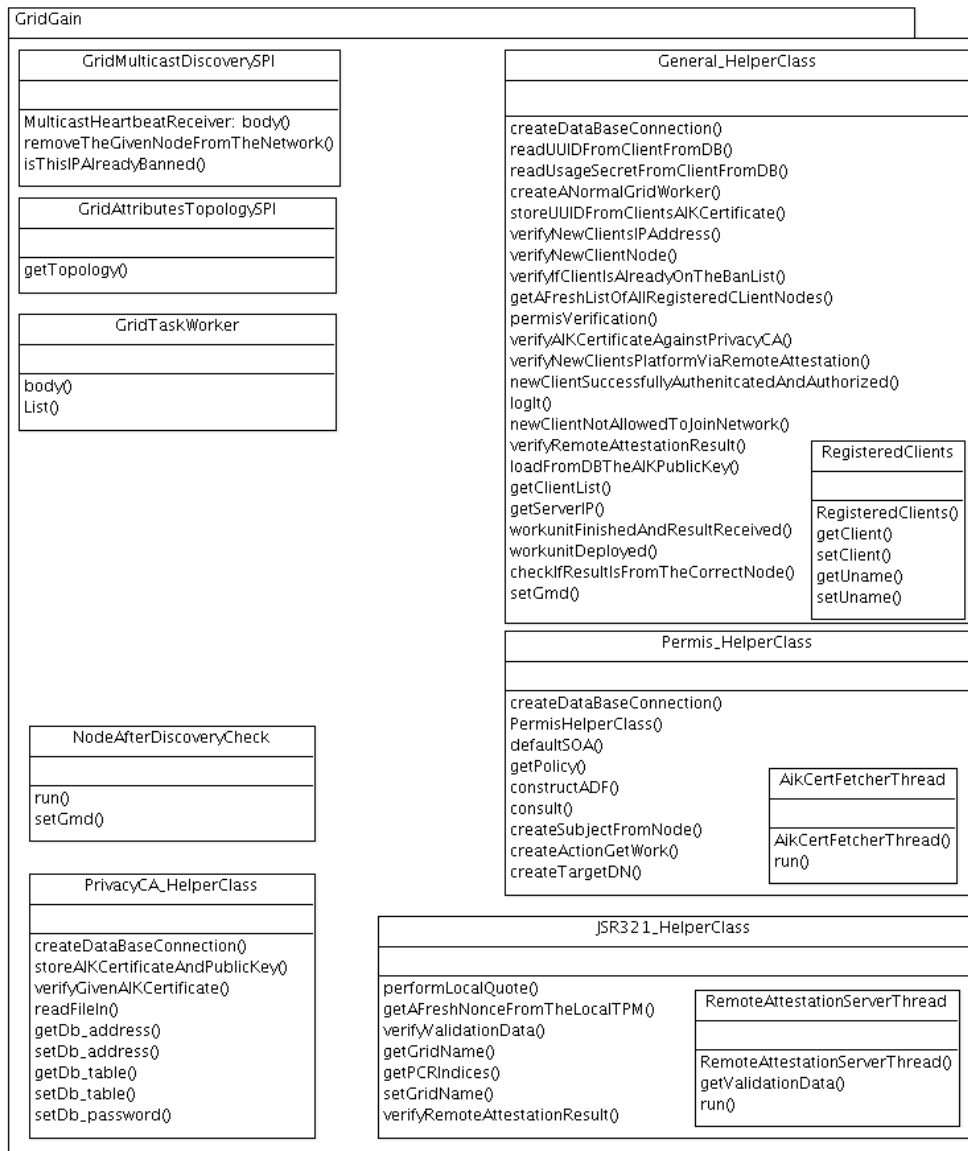 GridGain
GridMulticastDiscoverySPI
MulticastHeartbeatReceiver: body()
removeTheGivenNodeFromTheNetwork()
isThisIPAlreadyBanned()
GridAttributesTopologySPI
getTopology()
GridTaskWorker
body()
List()
NodeAfterDiscoveryCheck
run()
setGmd()
PrivacyCA_HelperClass
createDataBaseConnection()
storeAIKCertificateAndPublicKey()
verifyGivenAIKCertificate()
readFileIn()
getDb_address()
setDb_address()
getDb_table()
setDb_table()
setDb_password()
General_HelperClass
createDataBaseConnection()
readUUIDFromClientFromDB()
readUsageSecretFromClientFromDB()
createANormalGridWorker()
storeUUIDFromClientsAIKCertificate()
verifyNewClientsIPAddress()
verifyNewClientNode()
verifyIfClientIsAlreadyOnTheBanList()
getAFreshListOfAllRegisteredCLientNodes()
permisVerification()
verifyAIKCertificateAgainstPrivacyCA()
verifyNewClientsPlatformViaRemoteAttestation()
newClientSuccessfullyAuthenitcatedAndAuthorized()
logIt()
newClientNotAllowedToJoinNetwork()
verifyRemoteAttestationResult()
loadFromDBTheAIKPublicKey()
getClientList()
getServerIP()
workunitFinishedAndResultReceived()
workunitDeployed()
checkIfResultIsFromTheCorrectNode()
setGmd()
RegisteredClients
RegisteredClients()
getClient()
setClient()
getUname()
setUname()
Permis_HelperClass
createDataBaseConnection()
PermisHelperClass()
defaultSOA()
getPolicy()
constructADF()
consult()
createSubjectFromNode()
createActionGetWork()
createTargetDN()
AikCertFetcherThread
AikCertFetcherThread()
run()
JSR321_HelperClass
performLocalQuote()
getAFreshNonceFromTheLocalTPM()
verifyValidationData()
getGridName()
getPCRIndices()
setGridName()
verifyRemoteAttestationResult()
RemoteAttestationServerThread
RemoteAttestationServerThread()
getValidationData()
run()